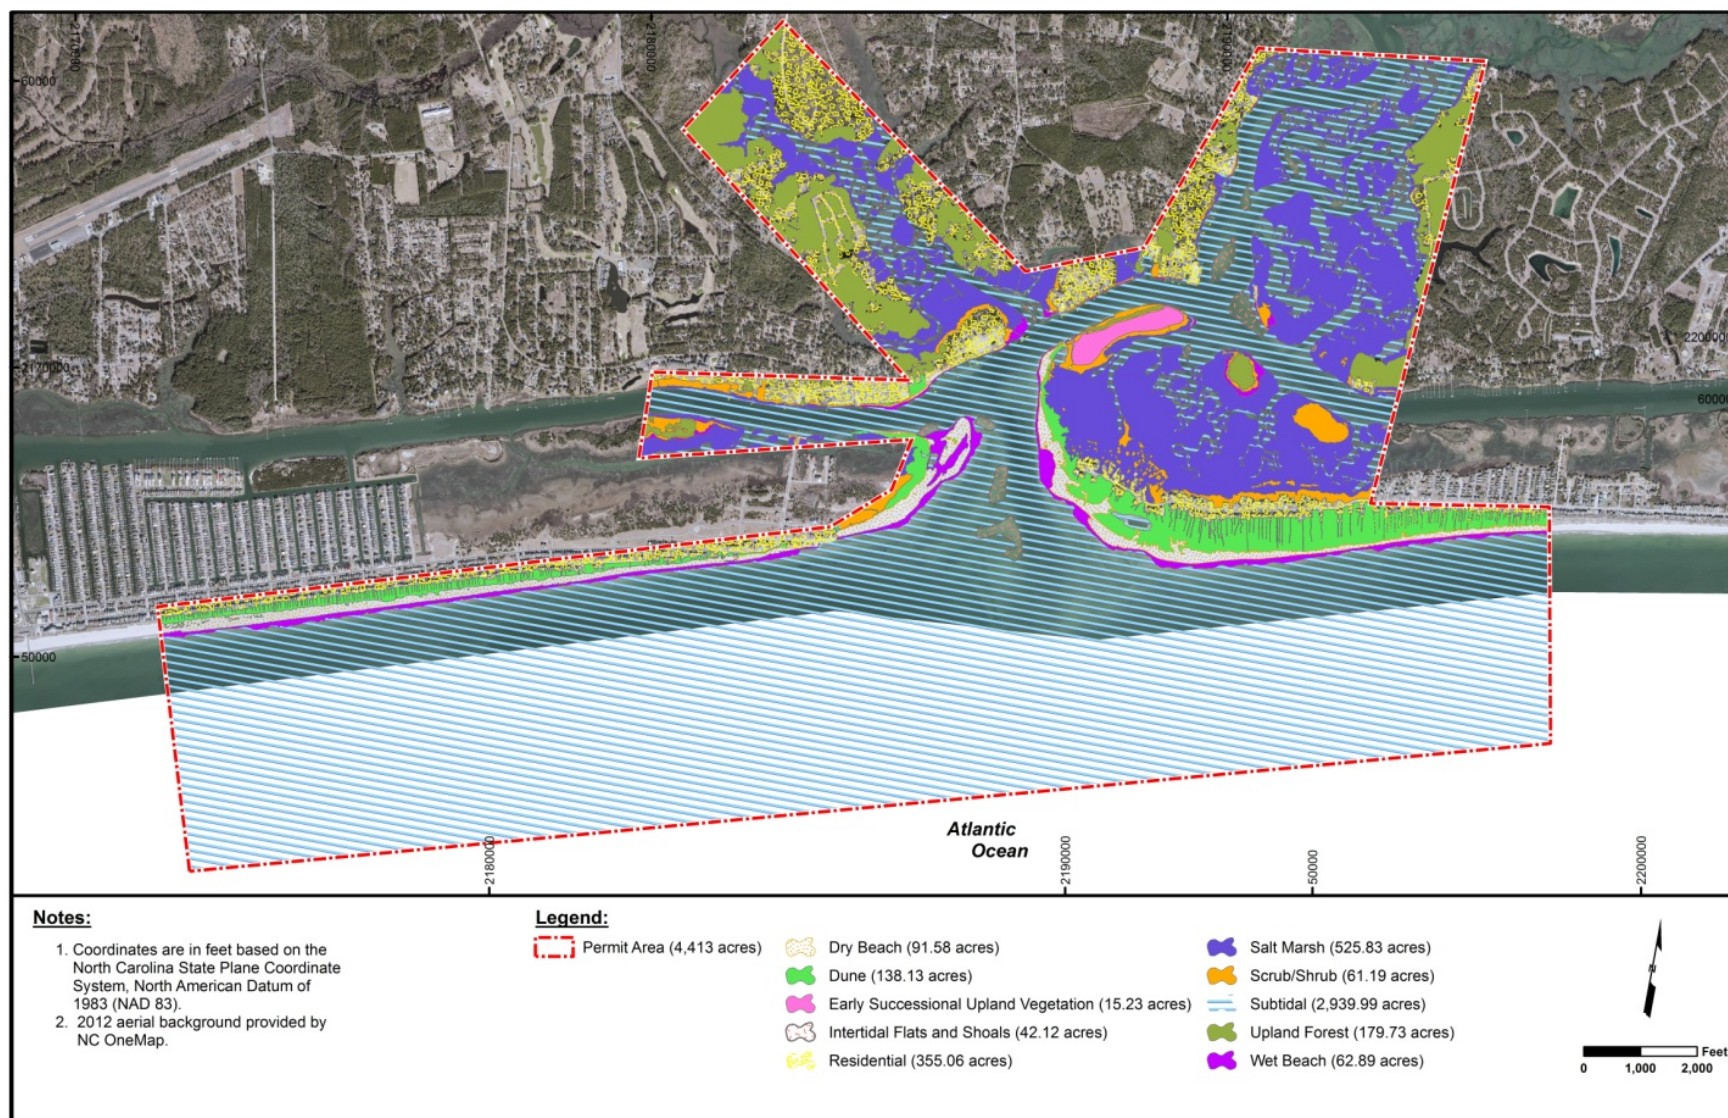 2170000
2180000
2190000
60000
2170000
2200000
60000
50000
Atlantic
Ocean
2180000
2190000
500000
2200000
Notes:
1. Coordinates are in feet based on the
North Carolina State Plane Coordinate
System, North American Datum of
1983 (NAD 83).
2. 2012 aerial background provided by
NC OneMap.
Legend:
Permit Area (4,413 acres)
Dry Beach (91.58 acres)
Dune (138.13 acres)
Early Successional Upland Vegetation (15.23 acres)
Intertidal Flats and Shoals (42.12 acres)
Residential (355.06 acres)
Salt Marsh (525.83 acres)
Scrub/Shrub (61.19 acres)
Subtidal (2,939.99 acres)
Upland Forest (179.73 acres)
Wet Beach (62.89 acres)
N
Feet
0 1,000 2,000